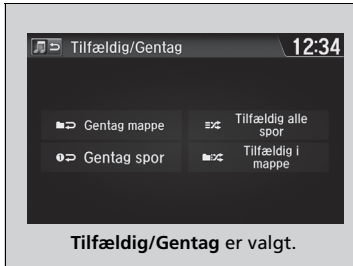 Tilfældig/Gentag
12:34
Gentag mappe
Tilfældig alle
spor
Gentag spor
Tilfældig i
mappe
Tilfældig/Gentag er valgt.